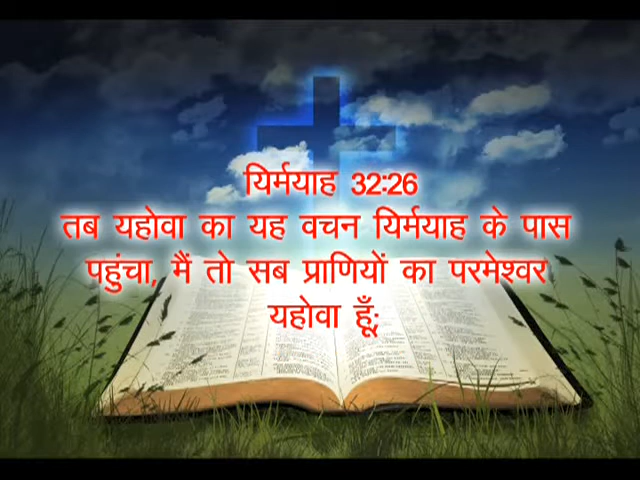 यिर्मयाह 32:26
तब यहोवा का यह वचन यिर्मयाह के पास
पहुंचा, मैं तो सब प्राणियों का परमेश्वर
यहोवा हूँ;